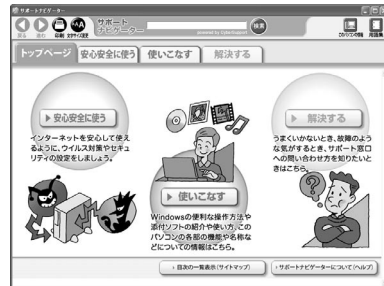 サポートナビゲーター
戻る 進む 印刷 文字サイズ変更
サポート
ナビゲーター
powered by CyberSupport
検索
用語集
トップページ
安心安全に使う
使いこなす
解決する
安心安全に使う
インターネットを安心して使え
るように、ウイルス対策やセキュ
リティの設定をしましょう。
使いこなす
Windowsの便利な操作方法や
添付ソフトの紹介や使い方、この
パソコンの各部の機能や名称な
どについての情報はこちら。
解決する
うまくいかないとき、故障のよう
な気がするとき、サポート窓口
への問い合わせ方を知りたいと
きはこちら。
目次の一覧表示(サイトマップ)
サポートナビゲーターについて(ヘルプ)